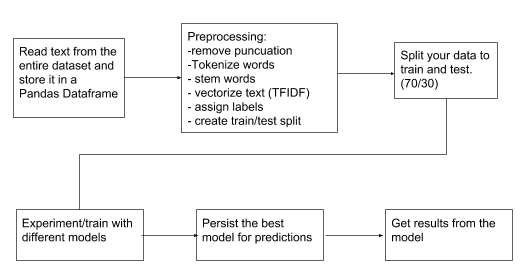 Read text from the
entire dataset and
store it in a
Pandas Dataframe
Preprocessing:
-remove puncuation
-Tokenize words
- stem words
- vectorize text (TFIDF)
- assign labels
- create train/test split
Split your data to
train and test.
(70/30)
Experiment/train with
different models
Persist the best
model for predictions
Get results from the
model